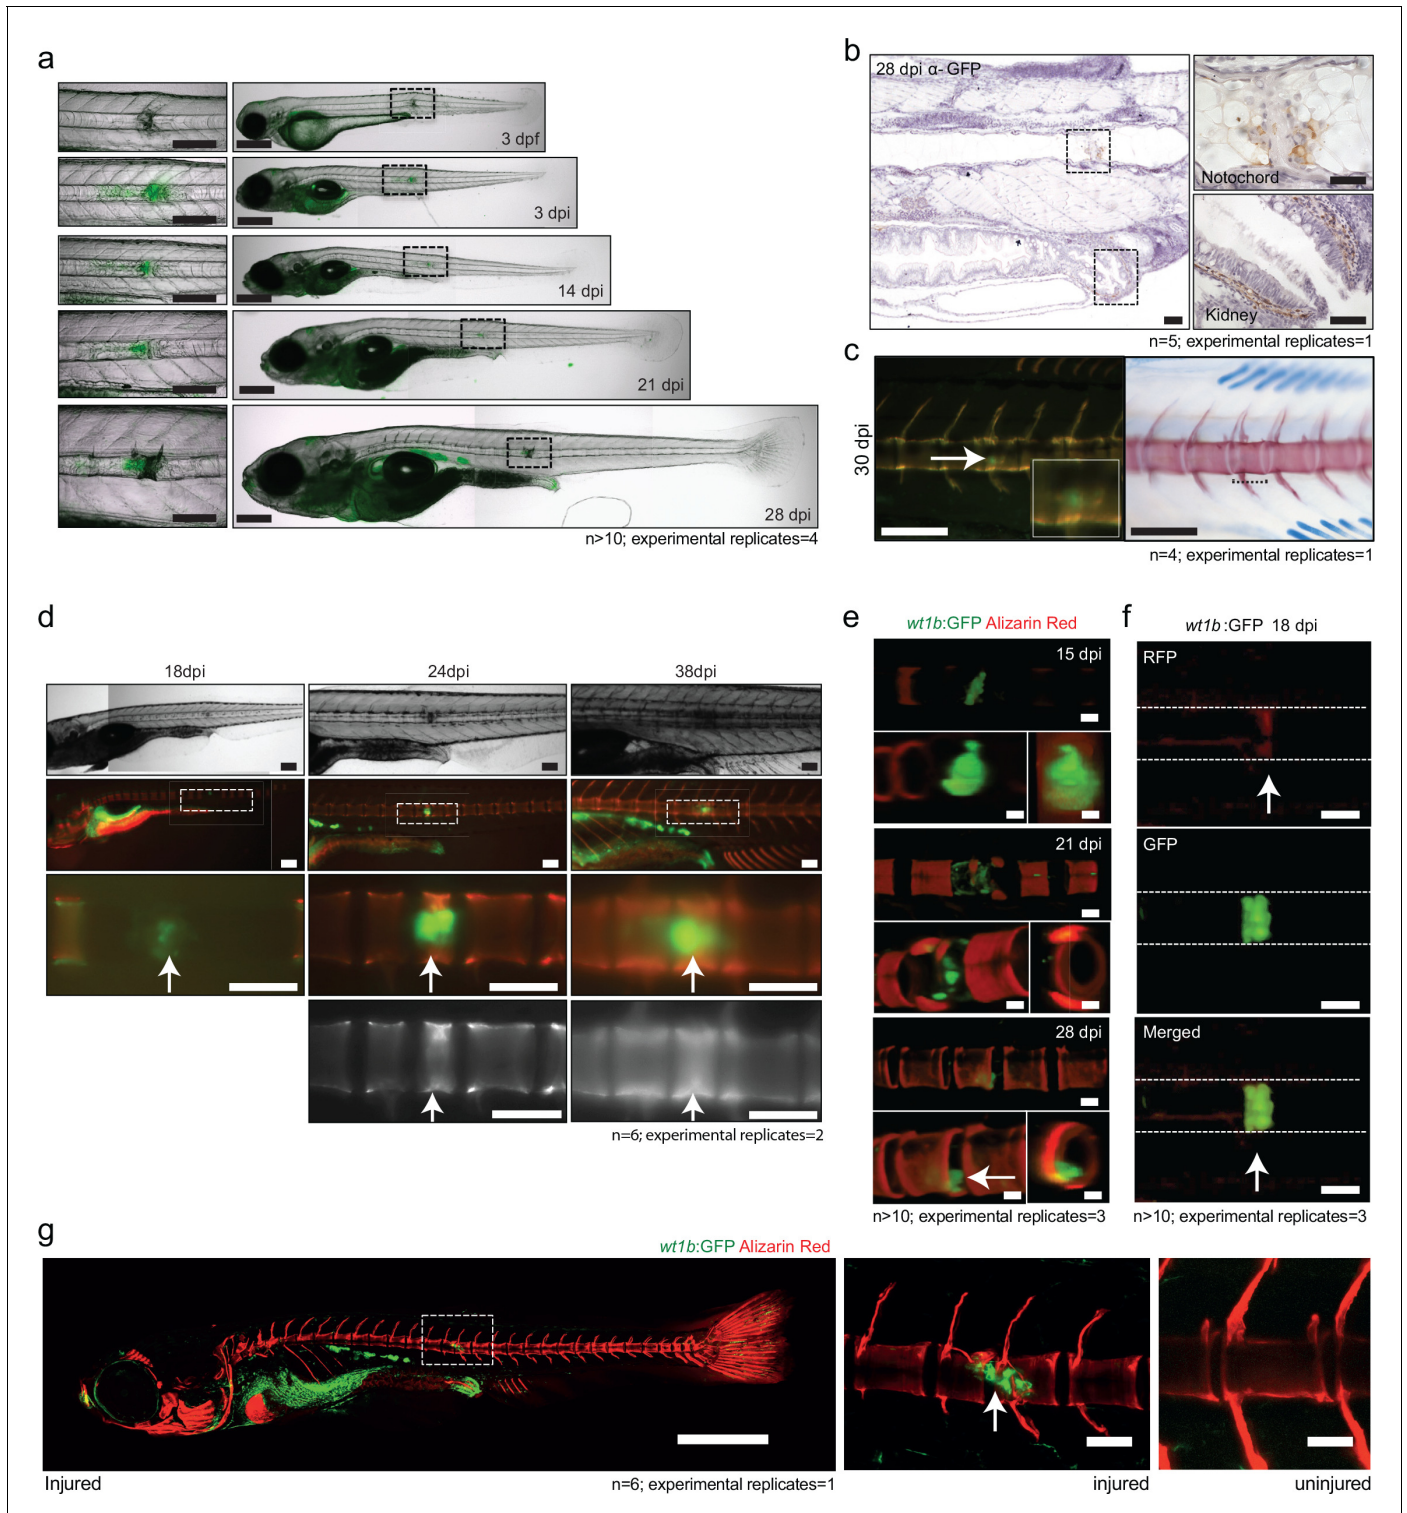 a
3 dpf
3 dpi
14 dpi
21 dpi
28 dpi
n>10; experimental replicates=4
b
28 dpi α- GFP
Notochord
Kidney
n=5; experimental replicates=1
c
30 dpi
n=4; experimental replicates=1
d
18dpi
24dpi
38dpi
n=6; experimental replicates=2
e
wt1b:GFP Alizarin Red
15 dpi
21 dpi
28 dpi
n>10; experimental replicates=3
f
wt1b :GFP 18 dpi
RFP
GFP
Merged
n>10; experimental replicates=3
g
wt1b:GFP Alizarin Red
Injured
n=6; experimental replicates=1
injured
uninjured